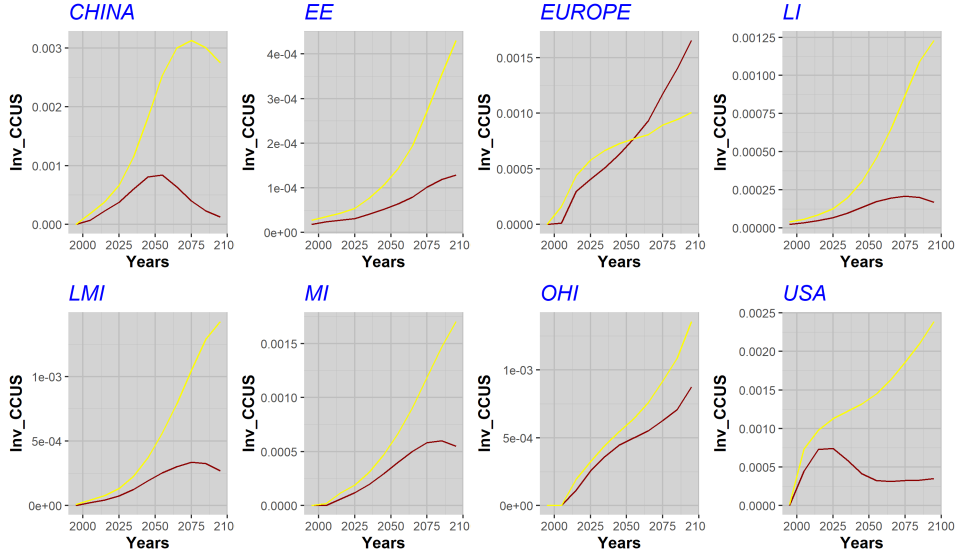 CHINA
Inv_CCUS
0.003
0.002
0.001
0.000
2000 2025 2050 2075 210
Years
EE
Inv_CCUS
4e-04
3e-04
2e-04
1e-04
0e+00
2000 2025 2050 2075 210
Years
EUROPE
Inv_CCUS
0.0015
0.0010
0.0005
0.0000
2000 2025 2050 2075 210
Years
LI
Inv_CCUS
0.00125
0.00100
0.00075
0.00050
0.00025
0.00000
2000 2025 2050 2075 210
Years
LMI
Inv_CCUS
1e-03
5e-04
0e+00
2000 2025 2050 2075 210
Years
MI
Inv_CCUS
0.0015
0.0010
0.0005
0.0000
2000 2025 2050 2075 210
Years
OHI
Inv_CCUS
1e-03
5e-04
0e+00
2000 2025 2050 2075 210
Years
USA
Inv_CCUS
0.0025
0.0020
0.0015
0.0010
0.0005
0.0000
2000 2025 2050 2075 2100
Years